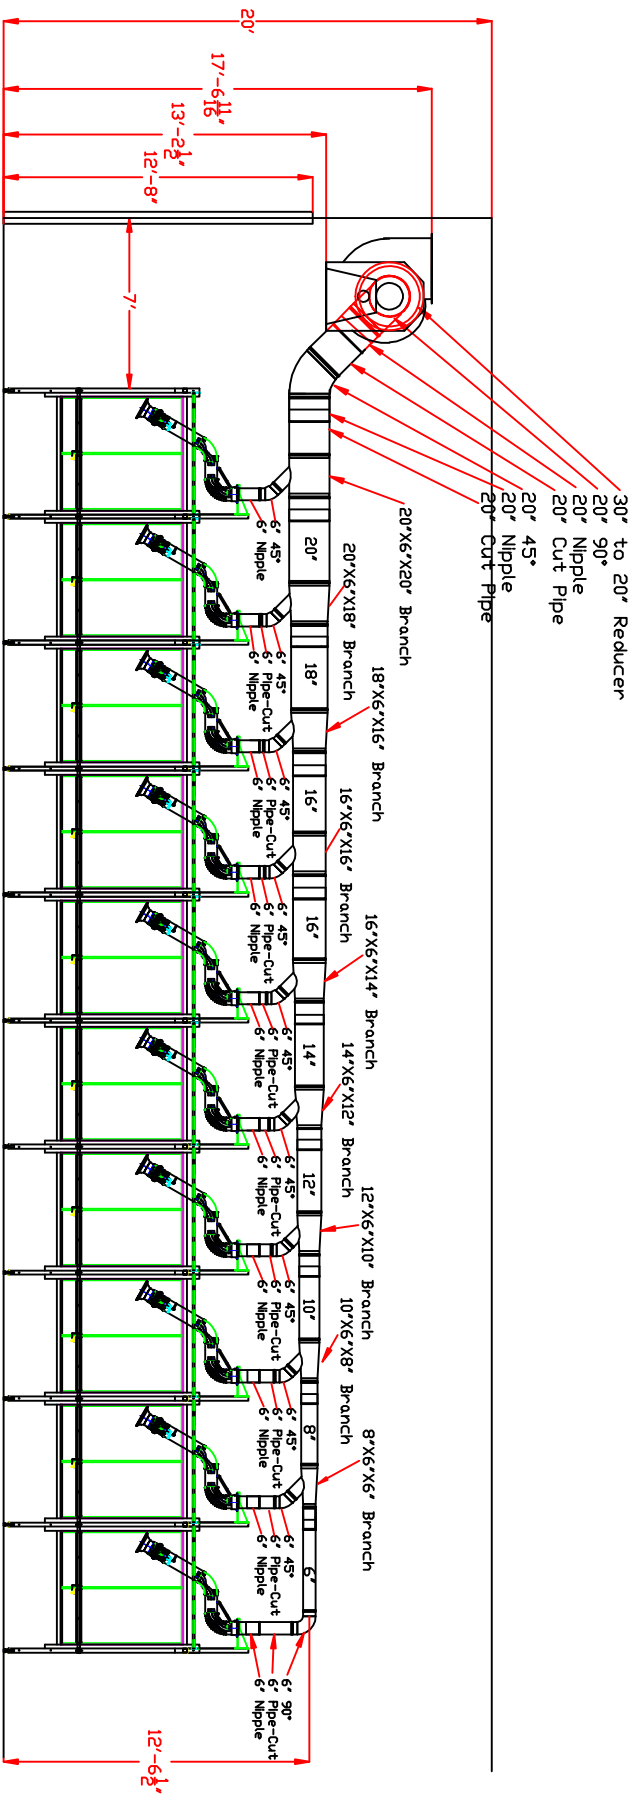 30" to 20" Reducer
20" 90°
20" Nipple
20" Cut Pipe
20" 45°
20" Nipple
20" Cut Pipe
20"X6"X20" Branch
20"X6"X18" Branch
18"X6"X16" Branch
16"X6"X16" Branch
16"X6"X14" Branch
14"X6"X12" Branch
12"X6"X10" Branch
10"X6"X8" Branch
8"X6"X6" Branch
20'
17'-6 11/16"
13'-2 1/2"
12'-8"
7'
20"
18"
16"
16"
14"
12"
10"
8"
6"
6" 45°
6" Nipple
6" 45°
6" Pipe-Cut
6" Nipple
6" 45°
6" Pipe-Cut
6" Nipple
6" 45°
6" Pipe-Cut
6" Nipple
6" 45°
6" Pipe-Cut
6" Nipple
6" 45°
6" Pipe-Cut
6" Nipple
6" 45°
6" Pipe-Cut
6" Nipple
6" 45°
6" Pipe-Cut
6" Nipple
6" 45°
6" Pipe-Cut
6" Nipple
6" 90°
6" Pipe-Cut
6" Nipple
12'-6 1/2"